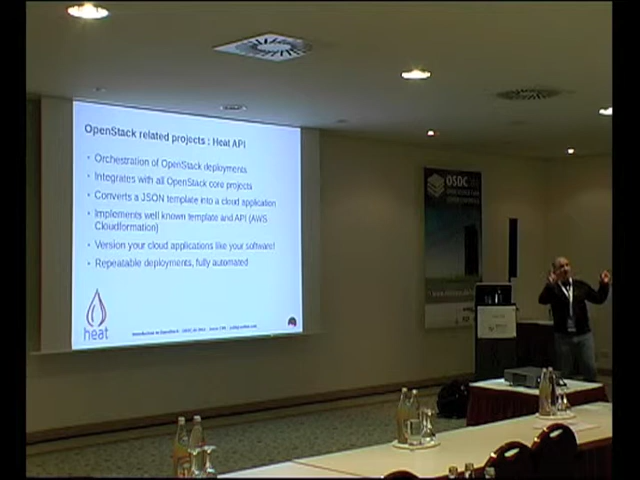 OpenStack related projects : Heat API
• Orchestration of OpenStack deployments
• Integrates with all OpenStack core projects
• Converts a JSON template into a cloud application
• Implements well known template and API (AWS
Cloudformation)
• Version your cloud applications like your software!
• Repeatable deployments, fully automated
heat
OSDC